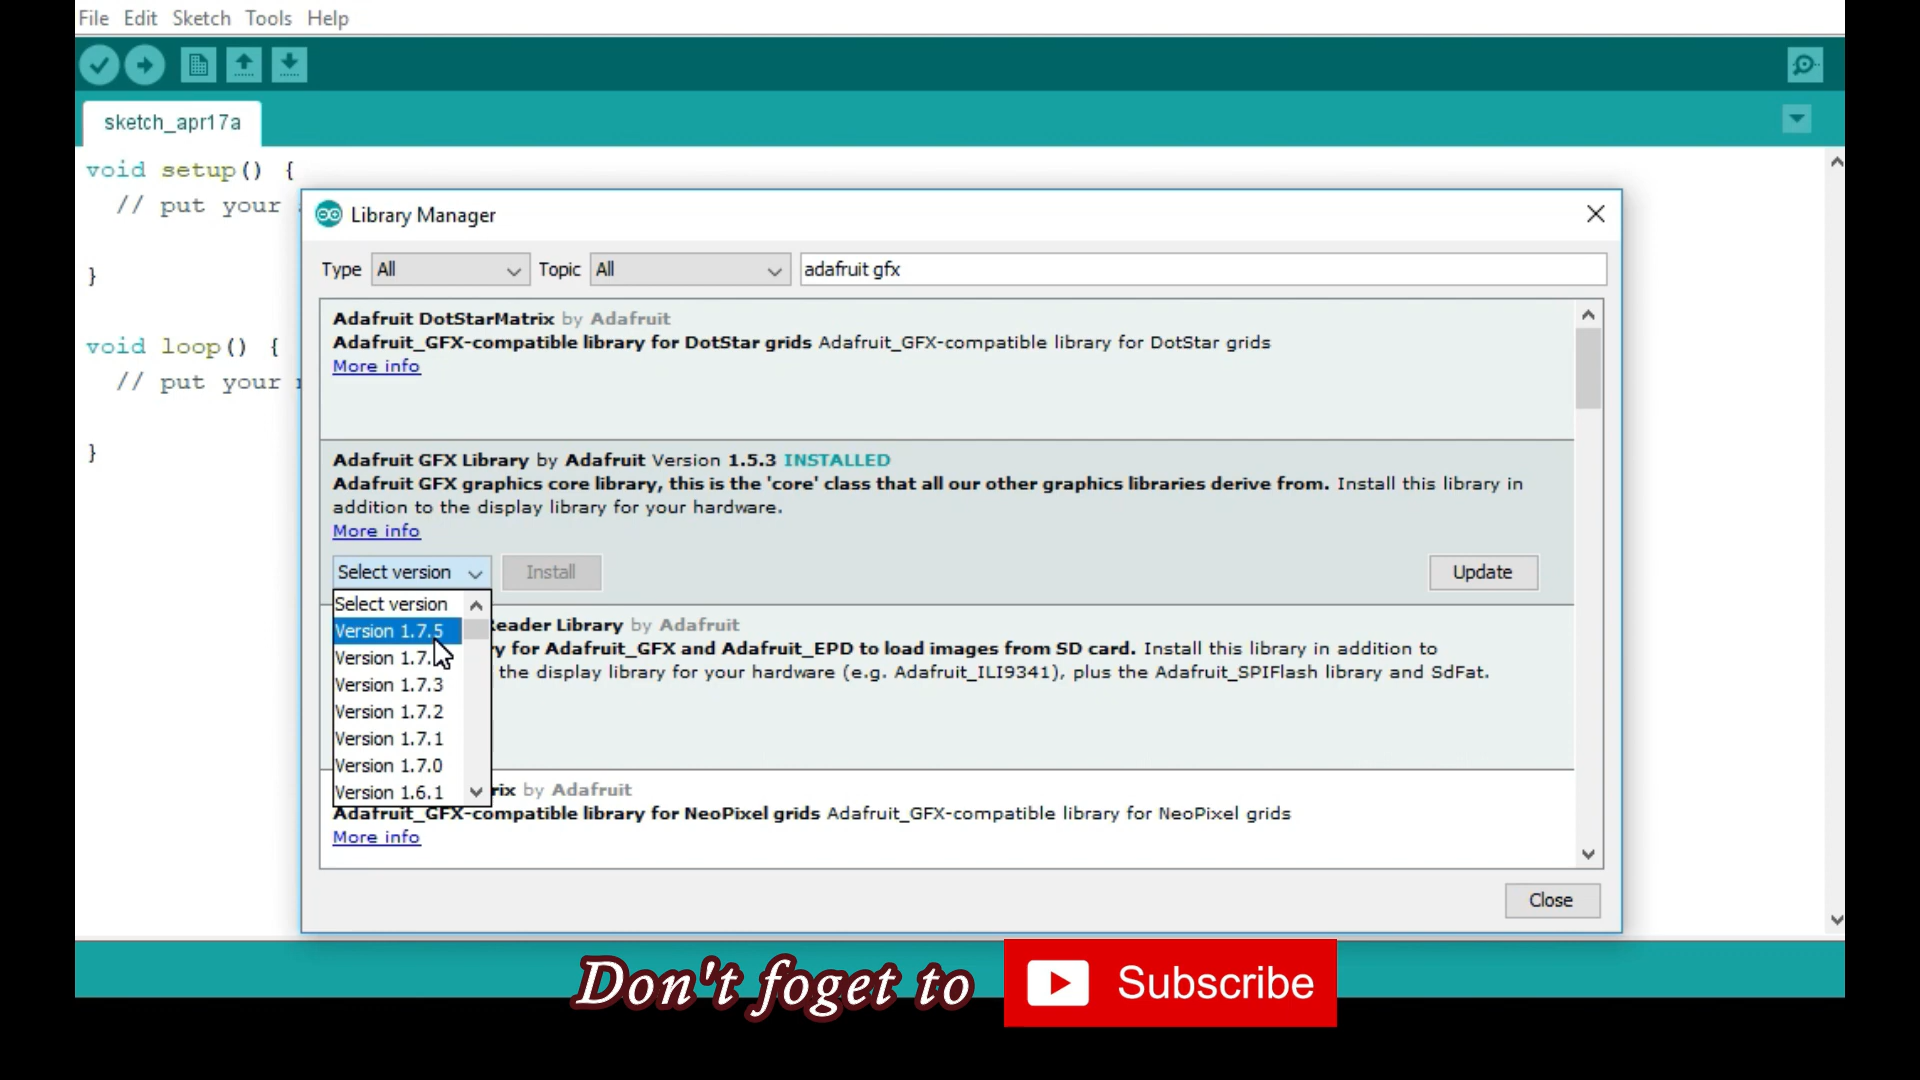 File Edit Sketch Tools Help
sketch_apr17a
void setup() {
// put your
}
void loop() {
// put your
}
Library Manager
Type All Topic All adafruit gfx
Adafruit DotStarMatrix by Adafruit
Adafruit_GFX-compatible library for DotStar grids Adafruit_GFX-compatible library for DotStar grids
More info
Adafruit GFX Library by Adafruit Version 1.5.3 INSTALLED
Adafruit GFX graphics core library, this is the 'core' class that all our other graphics libraries derive from. Install this library in
addition to the display library for your hardware.
More info
Select version Install Update
Select version
Version 1.7.5
Version 1.7.
Version 1.7.3
Version 1.7.2
Version 1.7.1
Version 1.7.0
Version 1.6.1
eader Library by Adafruit
y for Adafruit_GFX and Adafruit_EPD to load images from SD card. Install this library in addition to
the display library for your hardware (e.g. Adafruit_ILI9341), plus the Adafruit_SPIFlash library and SdFat.
rix by Adafruit
Adafruit_GFX-compatible library for NeoPixel grids Adafruit_GFX-compatible library for NeoPixel grids
More info
Close
Don't foget to Subscribe